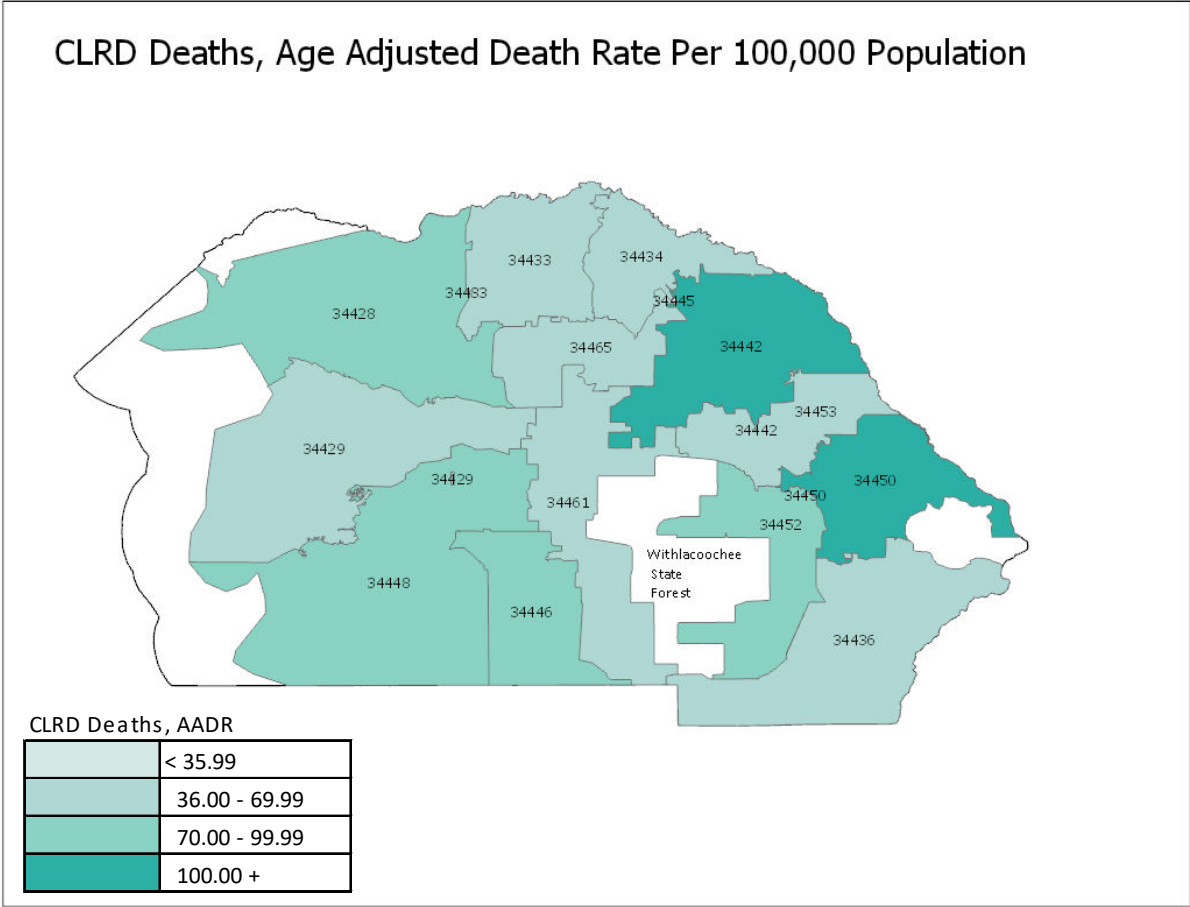 CLRD Deaths, Age Adjusted Death Rate Per 100,000 Population
34433
34434
34483
34445
34428
34465
34442
34453
34442
34429
34429
34450
34450
34461
34452
Withlacoochee
State
Forest
34448
34446
34436
CLRD Deaths, AADR
< 35.99
36.00 - 69.99
70.00 - 99.99
100.00 +